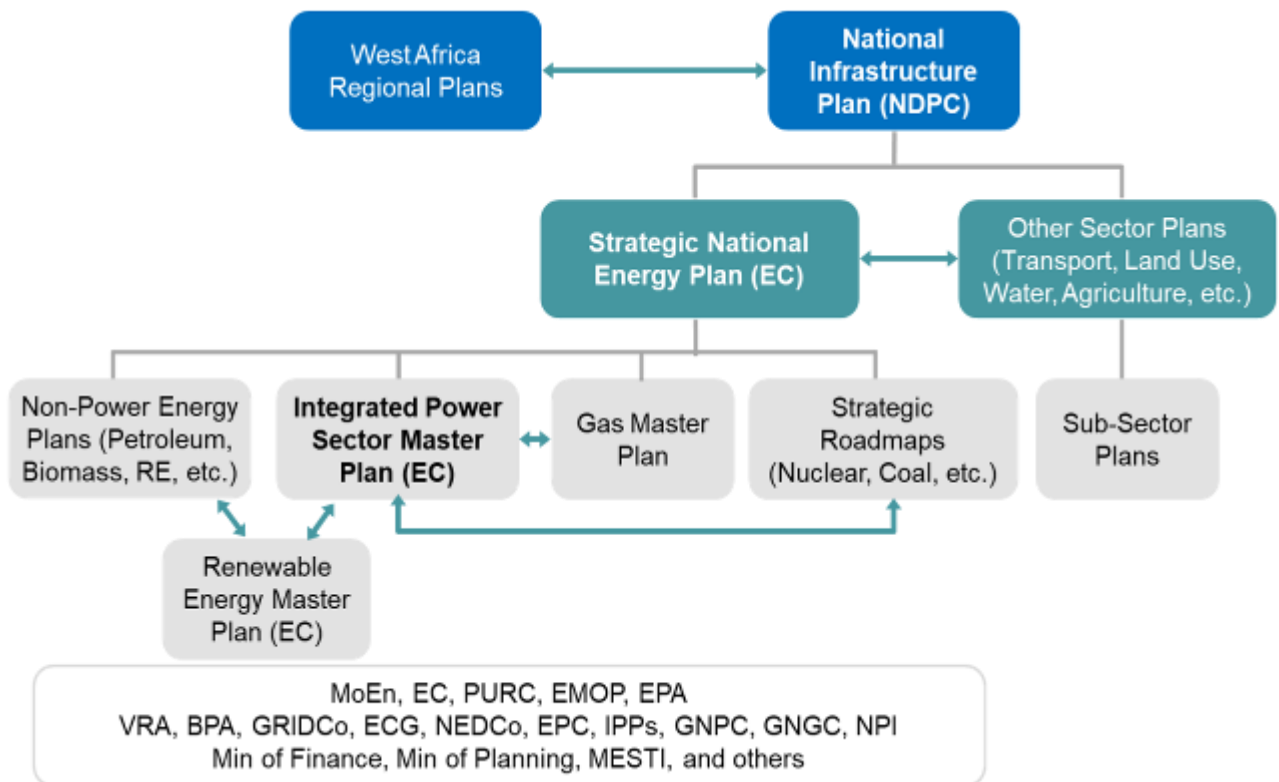 West Africa
Regional Plans
National
Infrastructure
Plan (NDPC)
Strategic National
Energy Plan (EC)
Other Sector Plans
(Transport, Land Use,
Water, Agriculture, etc.)
Non-Power Energy
Plans (Petroleum,
Biomass, RE, etc.)
Integrated Power
Sector Master
Plan (EC)
Gas Master
Plan
Strategic
Roadmaps
(Nuclear, Coal, etc.)
Sub-Sector
Plans
Renewable
Energy Master
Plan (EC)
MoEn, EC, PURC, EMOP, EPA
VRA, BPA, GRIDCo, ECG, NEDCo, EPC, IPPs, GNPC, GNGC, NPI
Min of Finance, Min of Planning, MESTI, and others